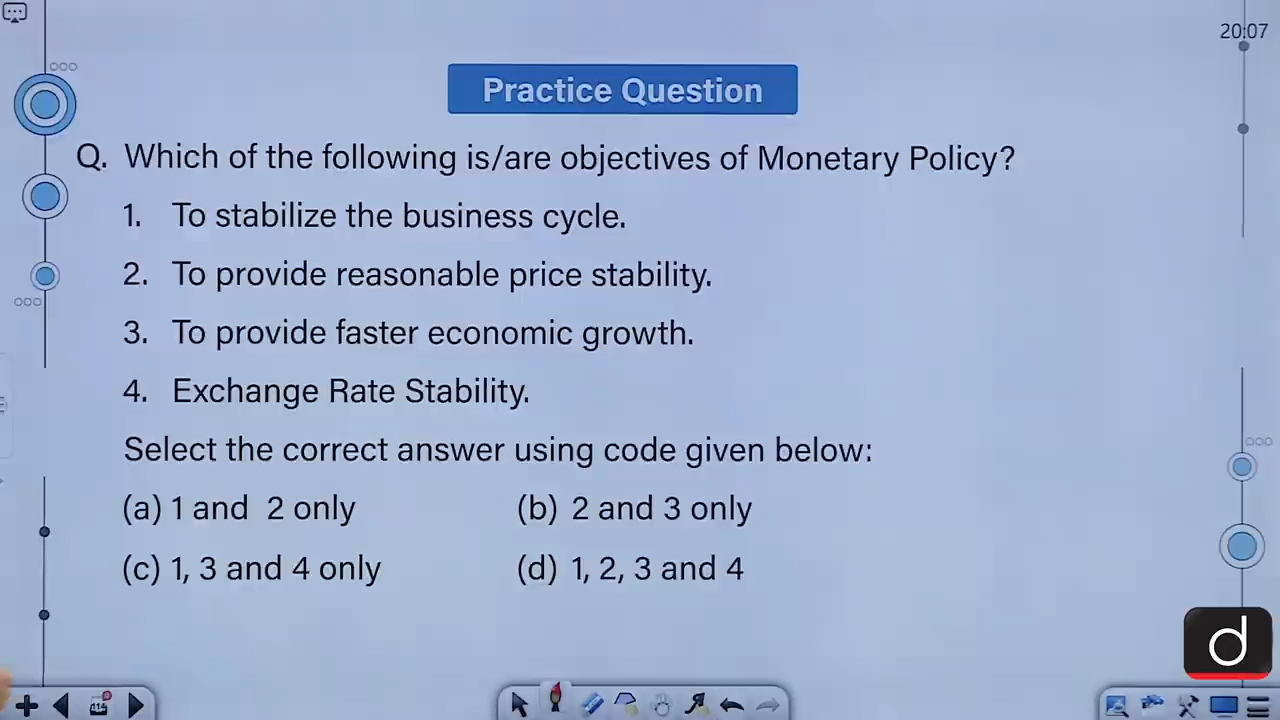 20:07
Practice Question
Q. Which of the following is/are objectives of Monetary Policy?
1. To stabilize the business cycle.
2. To provide reasonable price stability.
3. To provide faster economic growth.
4. Exchange Rate Stability.
Select the correct answer using code given below:
(a) 1 and 2 only (b) 2 and 3 only
(c) 1, 3 and 4 only (d) 1, 2, 3 and 4
d